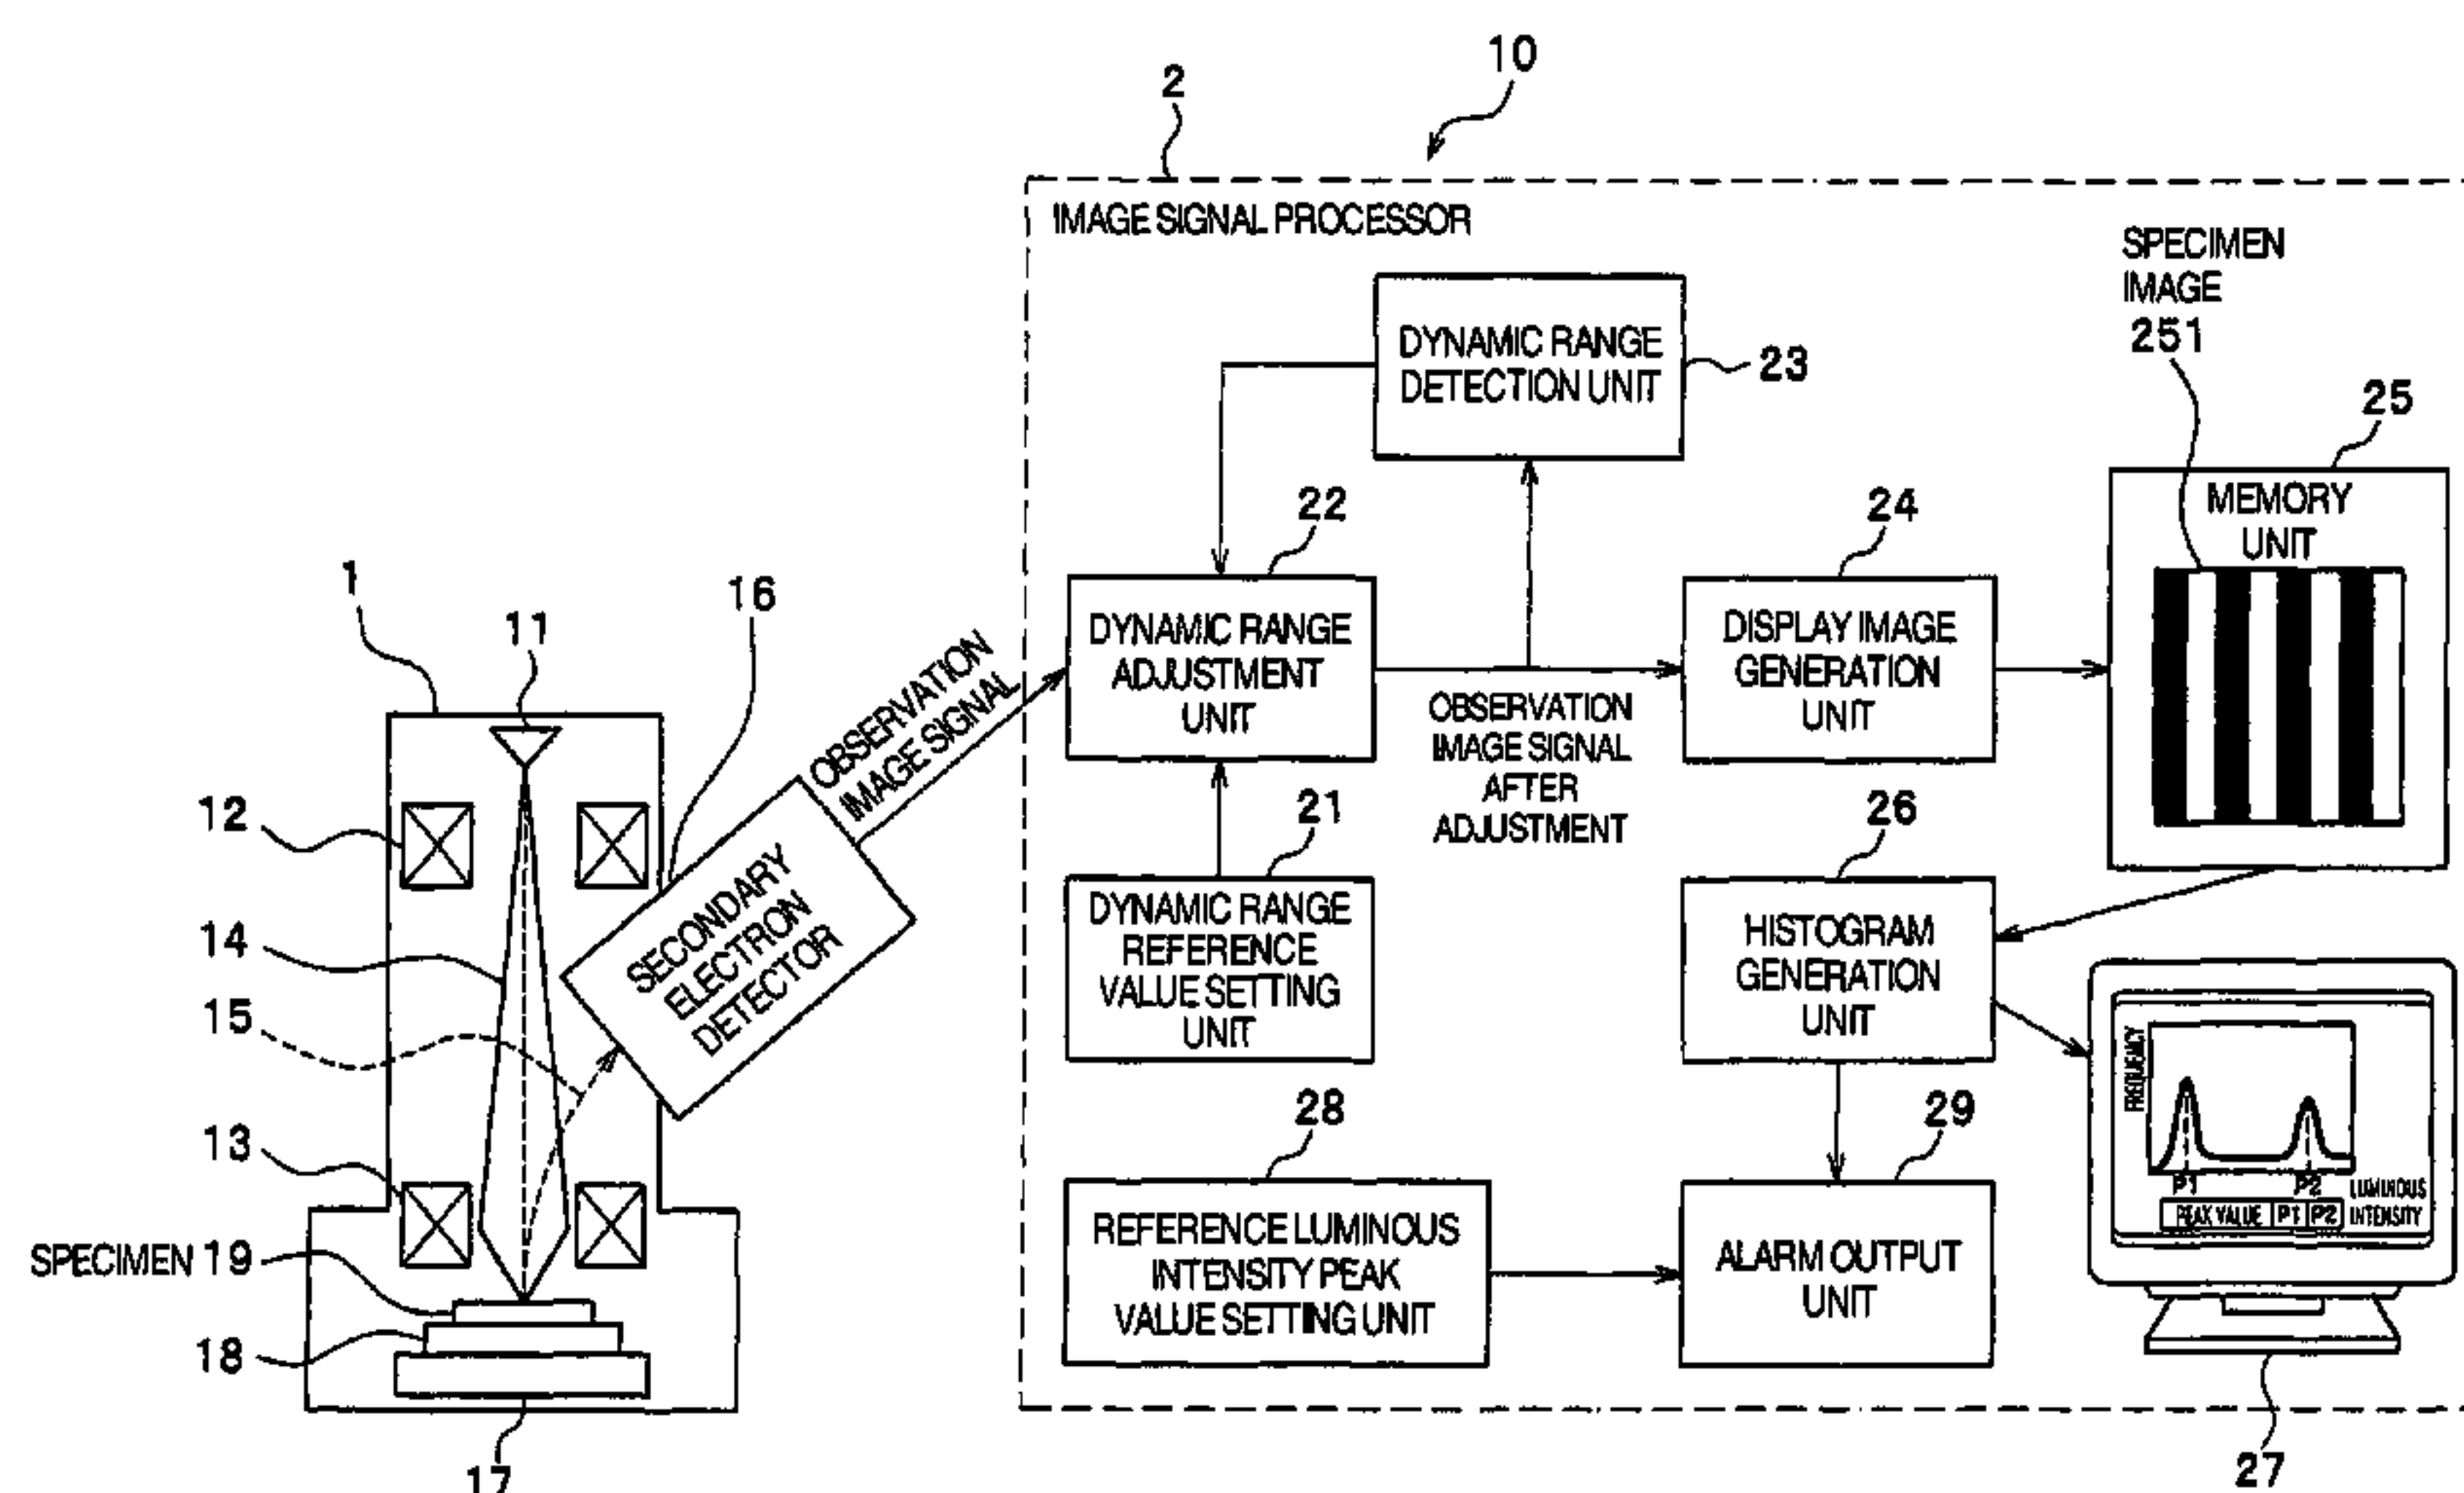 10
2
IMAGE SIGNAL PROCESSOR
SPECIMEN
IMAGE
251
DYNAMIC RANGE
DETECTION UNIT
23
25
MEMORY
UNIT
22
24
DYNAMIC RANGE
ADJUSTMENT
UNIT
DISPLAY IMAGE
GENERATION
UNIT
OBSERVATION
IMAGE SIGNAL
AFTER
ADJUSTMENT
1
11
16
OBSERVATION
IMAGE SIGNAL
12
SECONDARY
ELECTRON
DETECTOR
14
15
13
SPECIMEN 19
18
17
21
DYNAMIC RANGE
REFERENCE
VALUE SETTING
UNIT
26
HISTOGRAM
GENERATION
UNIT
28
REFERENCE LUMINOUS
INTENSITY PEAK
VALUE SETTING UNIT
29
ALARM OUTPUT
UNIT
FREQUENCY
P1 P2
LUMINOUS
INTENSITY
PEAK VALUE P1 P2
27